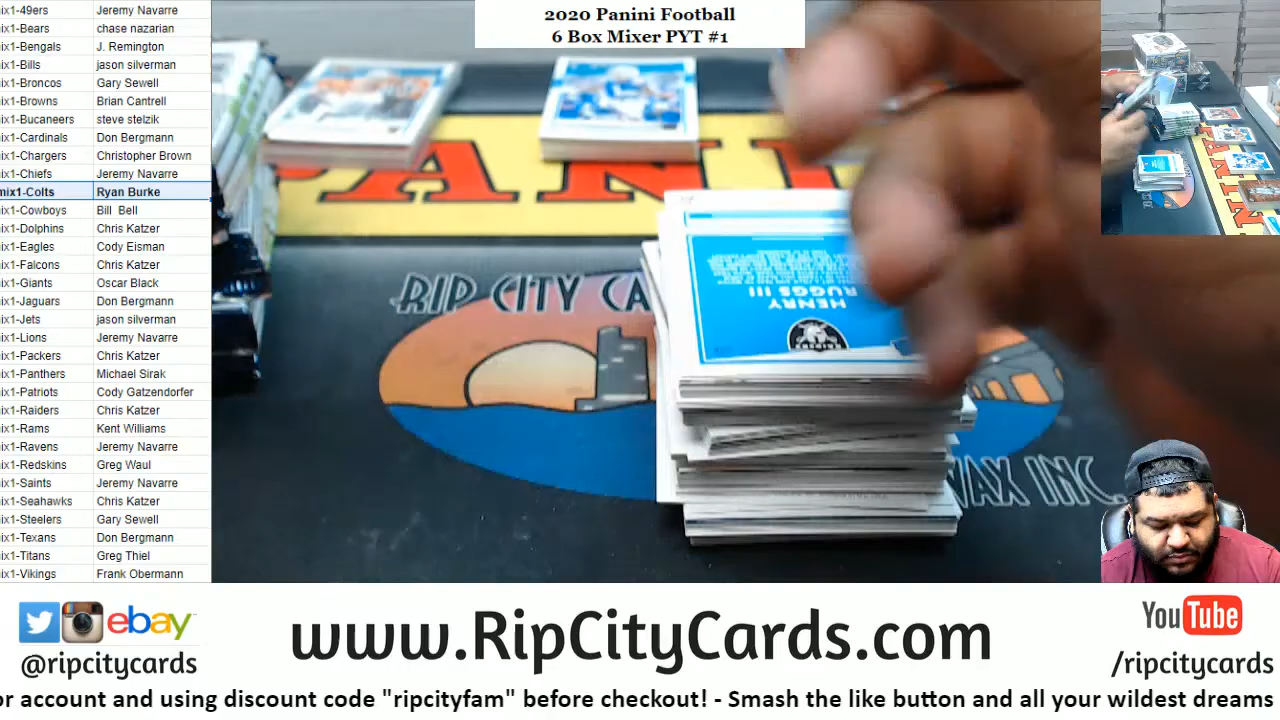 2020 Panini Football
6 Box Mixer PYT #1
ix1-49ers Jeremy Navarre
ix1-Bears chase nazarian
ix1-Bengals J. Remington
ix1-Bills jason silverman
ix1-Broncos Gary Sewell
ix1-Browns Brian Cantrell
ix1-Bucaneers steve stelzik
ix1-Cardinals Don Bergmann
ix1-Chargers Christopher Brown
ix1-Chiefs Jeremy Navarre
mix1-Colts Ryan Burke
ix1-Cowboys Bill Bell
ix1-Dolphins Chris Katzer
ix1-Eagles Cody Eisman
ix1-Falcons Chris Katzer
ix1-Giants Oscar Black
ix1-Jaguars Don Bergmann
ix1-Jets jason silverman
ix1-Lions Jeremy Navarre
ix1-Packers Chris Katzer
ix1-Panthers Michael Sirak
ix1-Patriots Cody Gatzendorfer
ix1-Raiders Chris Katzer
ix1-Rams Kent Williams
ix1-Ravens Jeremy Navarre
ix1-Redskins Greg Waul
ix1-Saints Jeremy Navarre
ix1-Seahawks Chris Katzer
ix1-Steelers Gary Sewell
ix1-Texans Don Bergmann
ix1-Titans Greg Thiel
ix1-Vikings Frank Obermann
PANINI
RIP CITY CA
WAX INC.
HENRY
RUGGS III
RAIDERS
ebay
@ripcitycards
www.RipCityCards.com
YouTube
/ripcitycards
or account and using discount code "ripcityfam" before checkout! - Smash the like button and all your wildest dreams